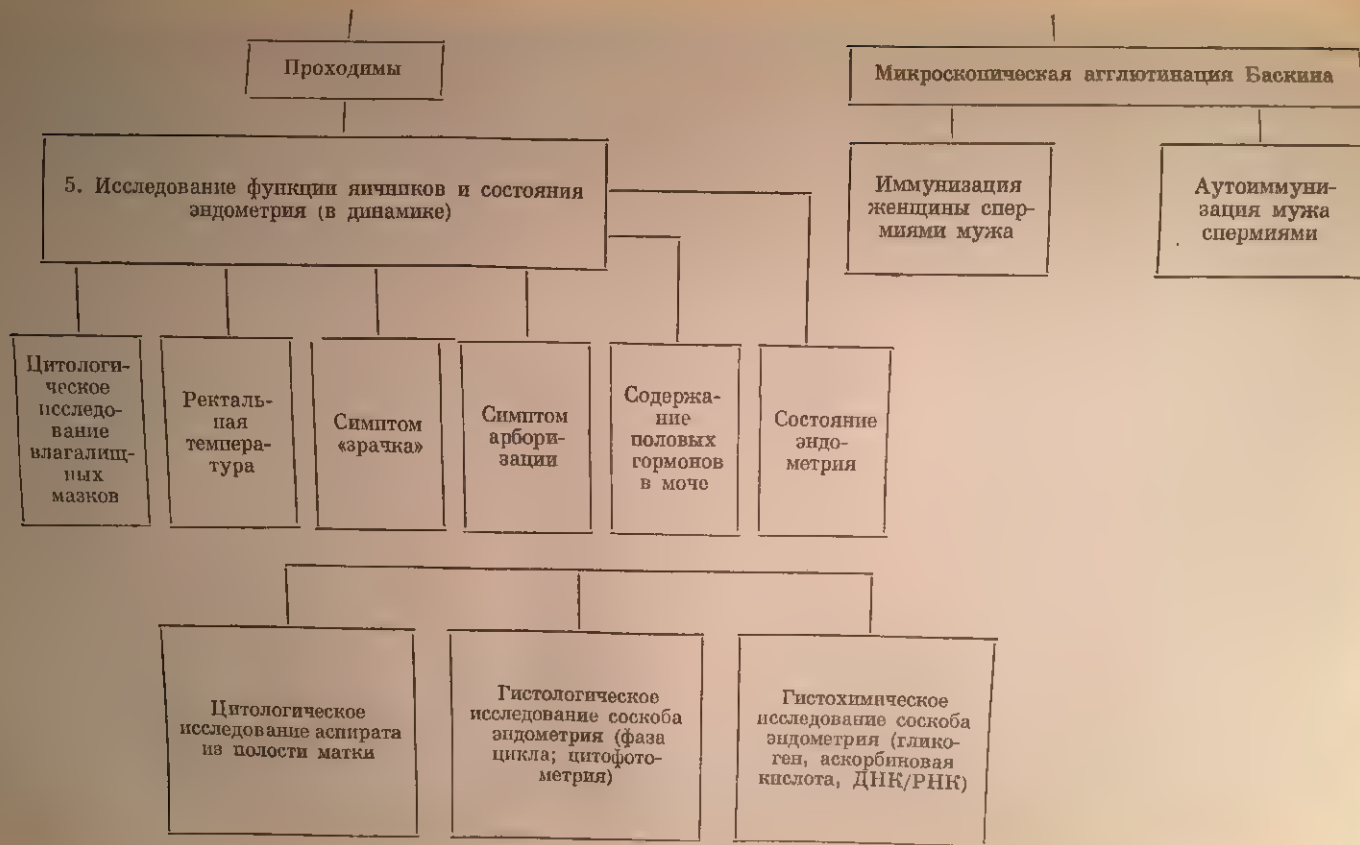 Проходимы
Микроскопическая агглютинация Баскина
5. Исследование функции яичников и состояния
эндометрия (в динамике)
Иммунизация
женщины спер-
миями мужа
Аутоиммуни-
зация мужа
спермиями
Цитологи-
ческое
исследо-
вание
влагалищ-
ных
мазков
Ректаль-
ная
темпера-
тура
Симптом
«зрачка»
Симптом
арбори-
зации
Содержа-
ние
половых
гормонов
в моче
Состояние
эндо-
метрия
Цитологическое
исследование аспирата
из полости матки
Гистологическое
исследование соскоба
эндометрия (фаза
цикла; цитофото-
метрия)
Гистохимическое
исследование соскоба
эндометрия (глико-
ген, аскорбиновая
кислота, ДНК/РНК)